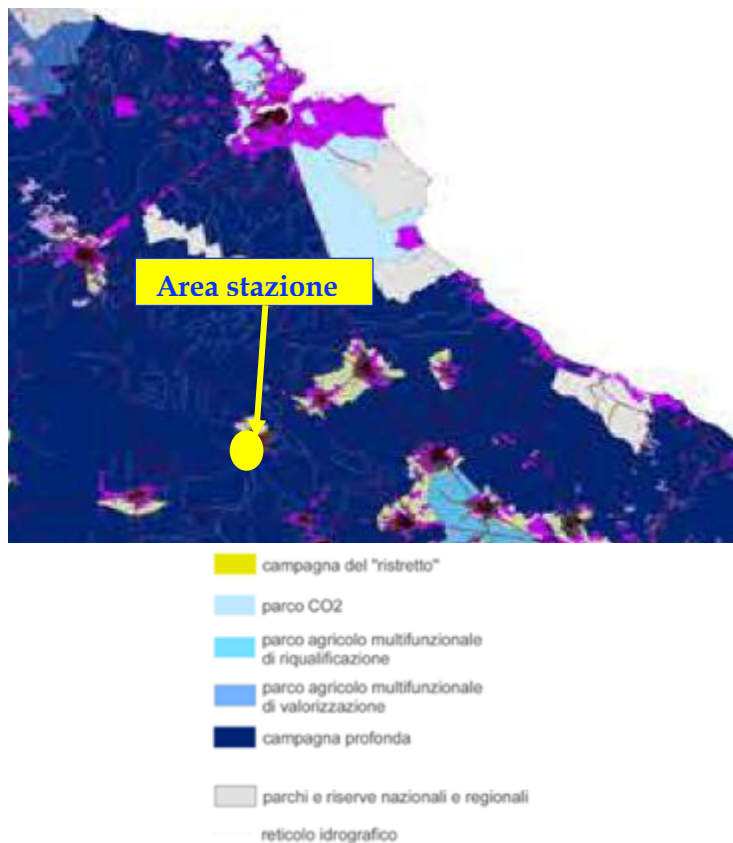 Area stazione
campagna del "ristretto"
parco CO2
parco agricolo multifunzionale
di riqualificazione
parco agricolo multifunzionale
di valorizzazione
campagna profonda
parchi e riserve nazionali e regionali
reticolo idrografico